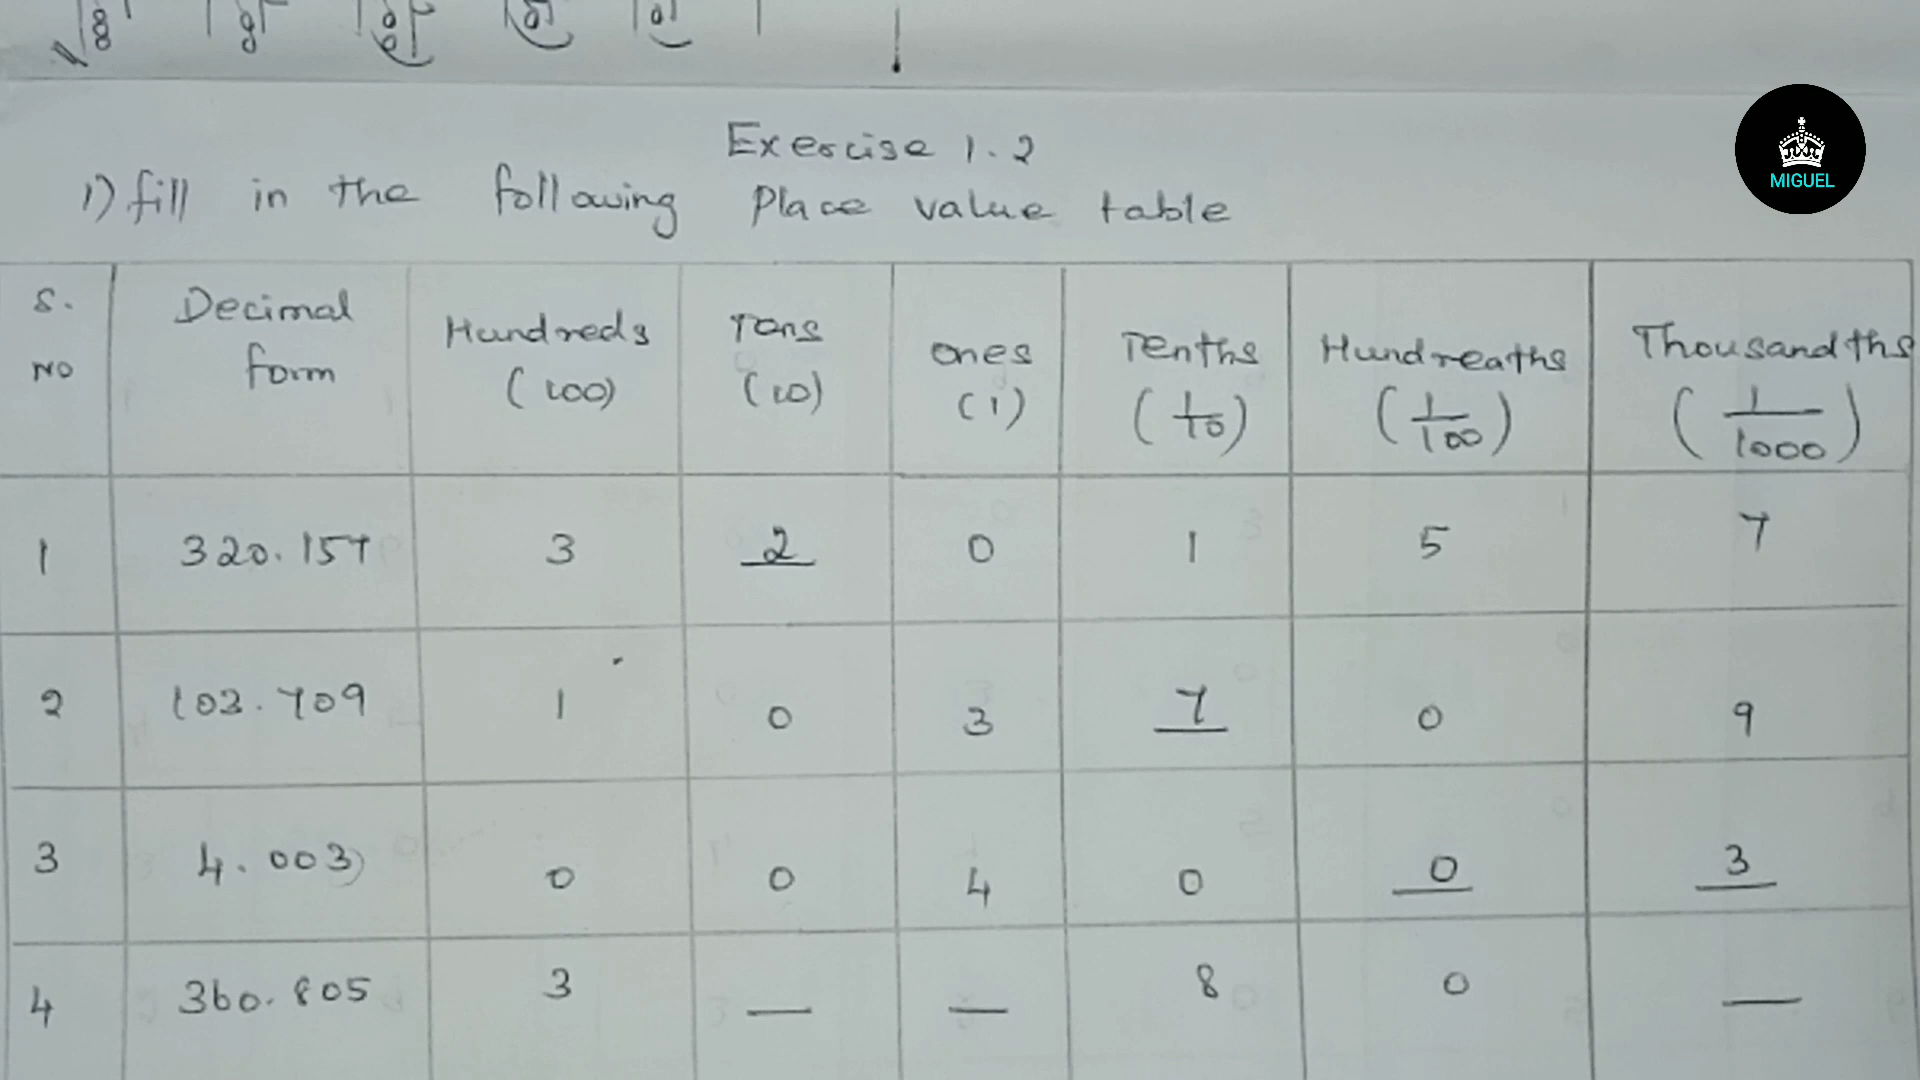 Exercise 1.2
1) fill in the following Place value table
S. NO | Decimal form | Hundreds (100) | Tens (10) | ones (1) | Tenths (1/10) | Hundreaths (1/100) | Thousandths (1/1000)
1 | 320.157 | 3 | 2 | 0 | 1 | 5 | 7
2 | 103.709 | 1 | 0 | 3 | 7 | 0 | 9
3 | 4.003 | 0 | 0 | 4 | 0 | 0 | 3
4 | 360.805 | 3 | — | — | 8 | 0 | —
MIGUEL